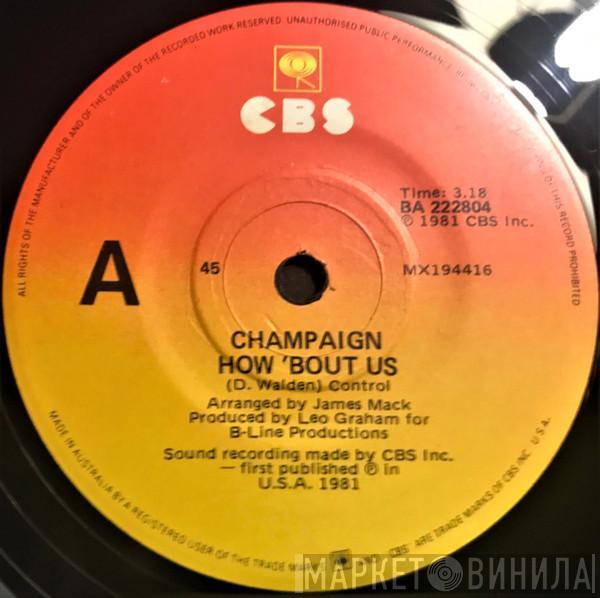 ALL RIGHTS OF THE MANUFACTURER AND OF THE OWNER OF THE RECORDED WORK RESERVED UNAUTHORISED PUBLIC PERFORMANCE
OF THIS RECORD PROHIBITED
CBS
Time: 3.18
BA 222804
℗ 1981 CBS Inc.
A
45
MX194416
CHAMPAIGN
HOW 'BOUT US
(D. Walden) Control
Arranged by James Mack
Produced by Leo Graham for
B-Line Productions
Sound recording made by CBS Inc.
— first published ℗ in
U.S.A. 1981
MADE IN AUSTRALIA BY A REGISTERED USER OF THE TRADE MARKS ARE TRADE MARKS OF CBS INC U.S.A.
МАРКЕТ ВИНИЛА